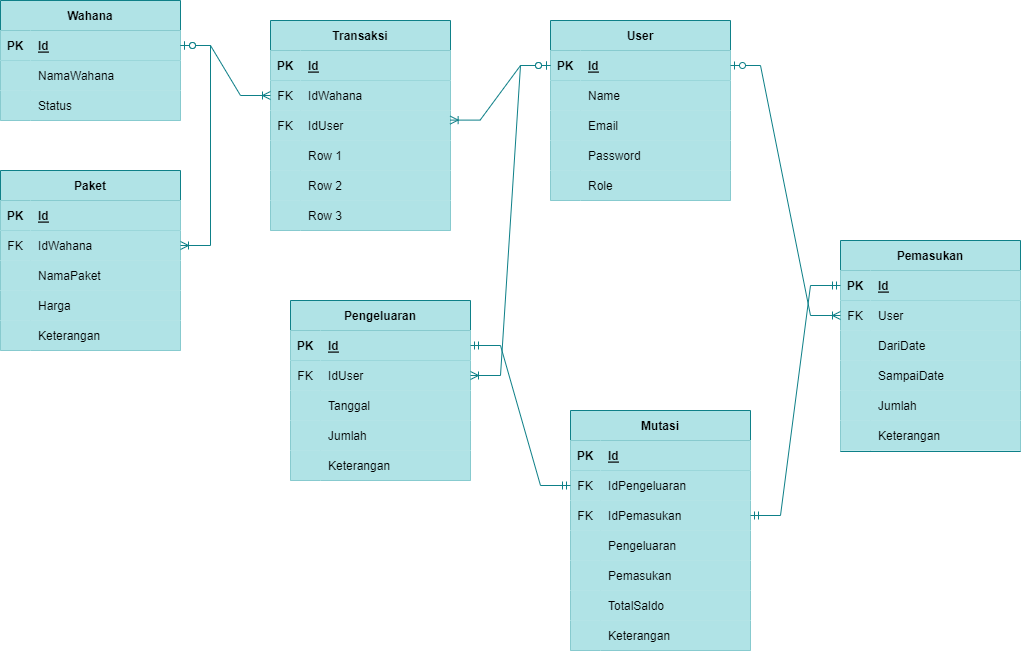 Wahana
PK Id
NamaWahana
Status
Paket
PK Id
FK IdWahana
NamaPaket
Harga
Keterangan
Transaksi
PK Id
FK IdWahana
FK IdUser
Row 1
Row 2
Row 3
User
PK Id
Name
Email
Password
Role
Pengeluaran
PK Id
FK IdUser
Tanggal
Jumlah
Keterangan
Mutasi
PK Id
FK IdPengeluaran
FK IdPemasukan
Pengeluaran
Pemasukan
TotalSaldo
Keterangan
Pemasukan
PK Id
FK User
DariDate
SampaiDate
Jumlah
Keterangan